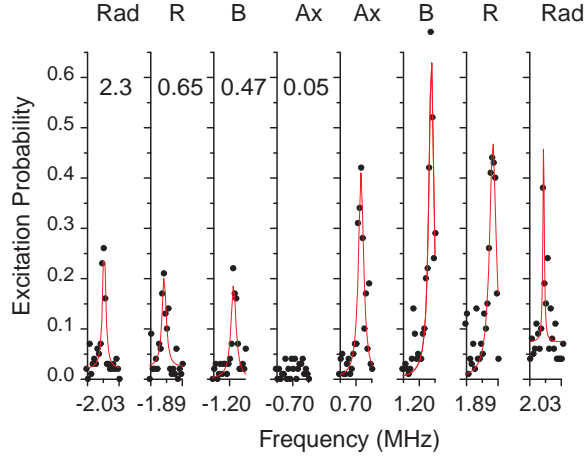 Rad R B Ax Ax B R Rad
2.3 0.65 0.47 0.05
0.6
0.5
0.4
0.3
0.2
0.1
0.0
Excitation Probability
-2.03 -1.89 -1.20 -0.70 0.70 1.20 1.89 2.03
Frequency (MHz)